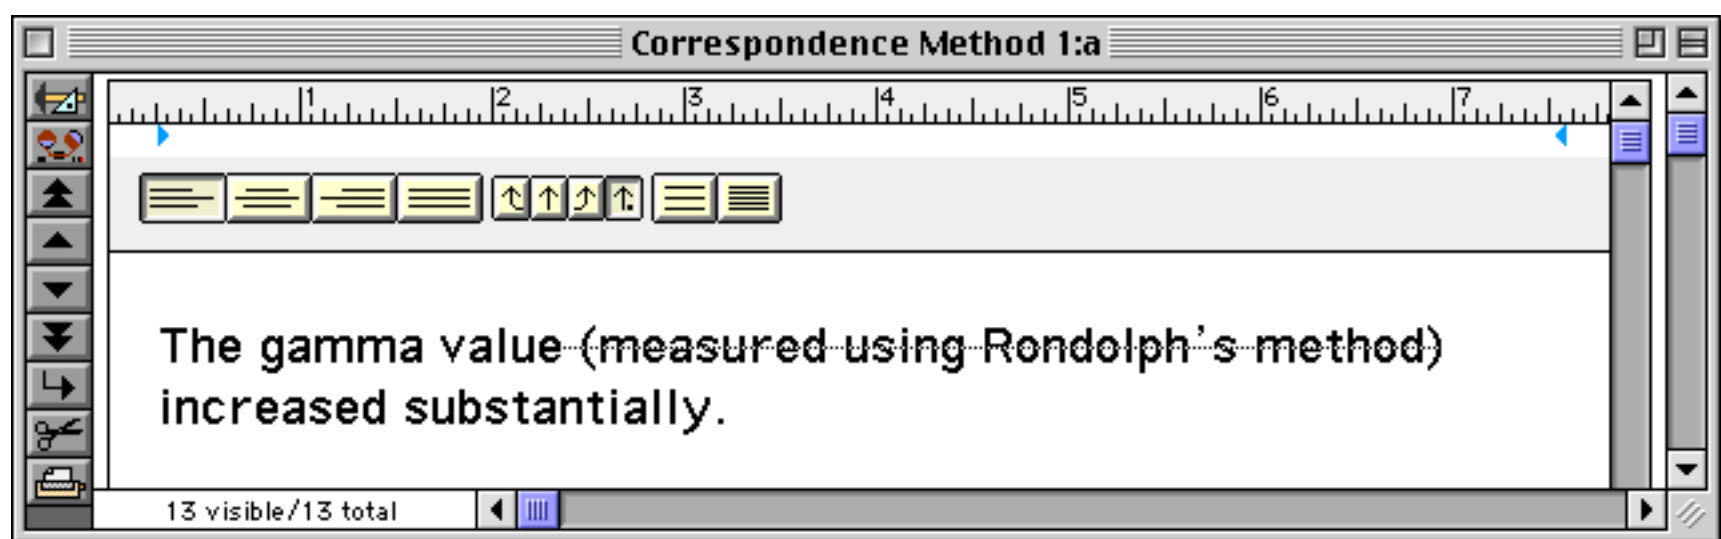 Correspondence Method 1:a
1 2 3 4 5 6 7
The gamma value (measured using Rondolph's method)
increased substantially.
13 visible/13 total